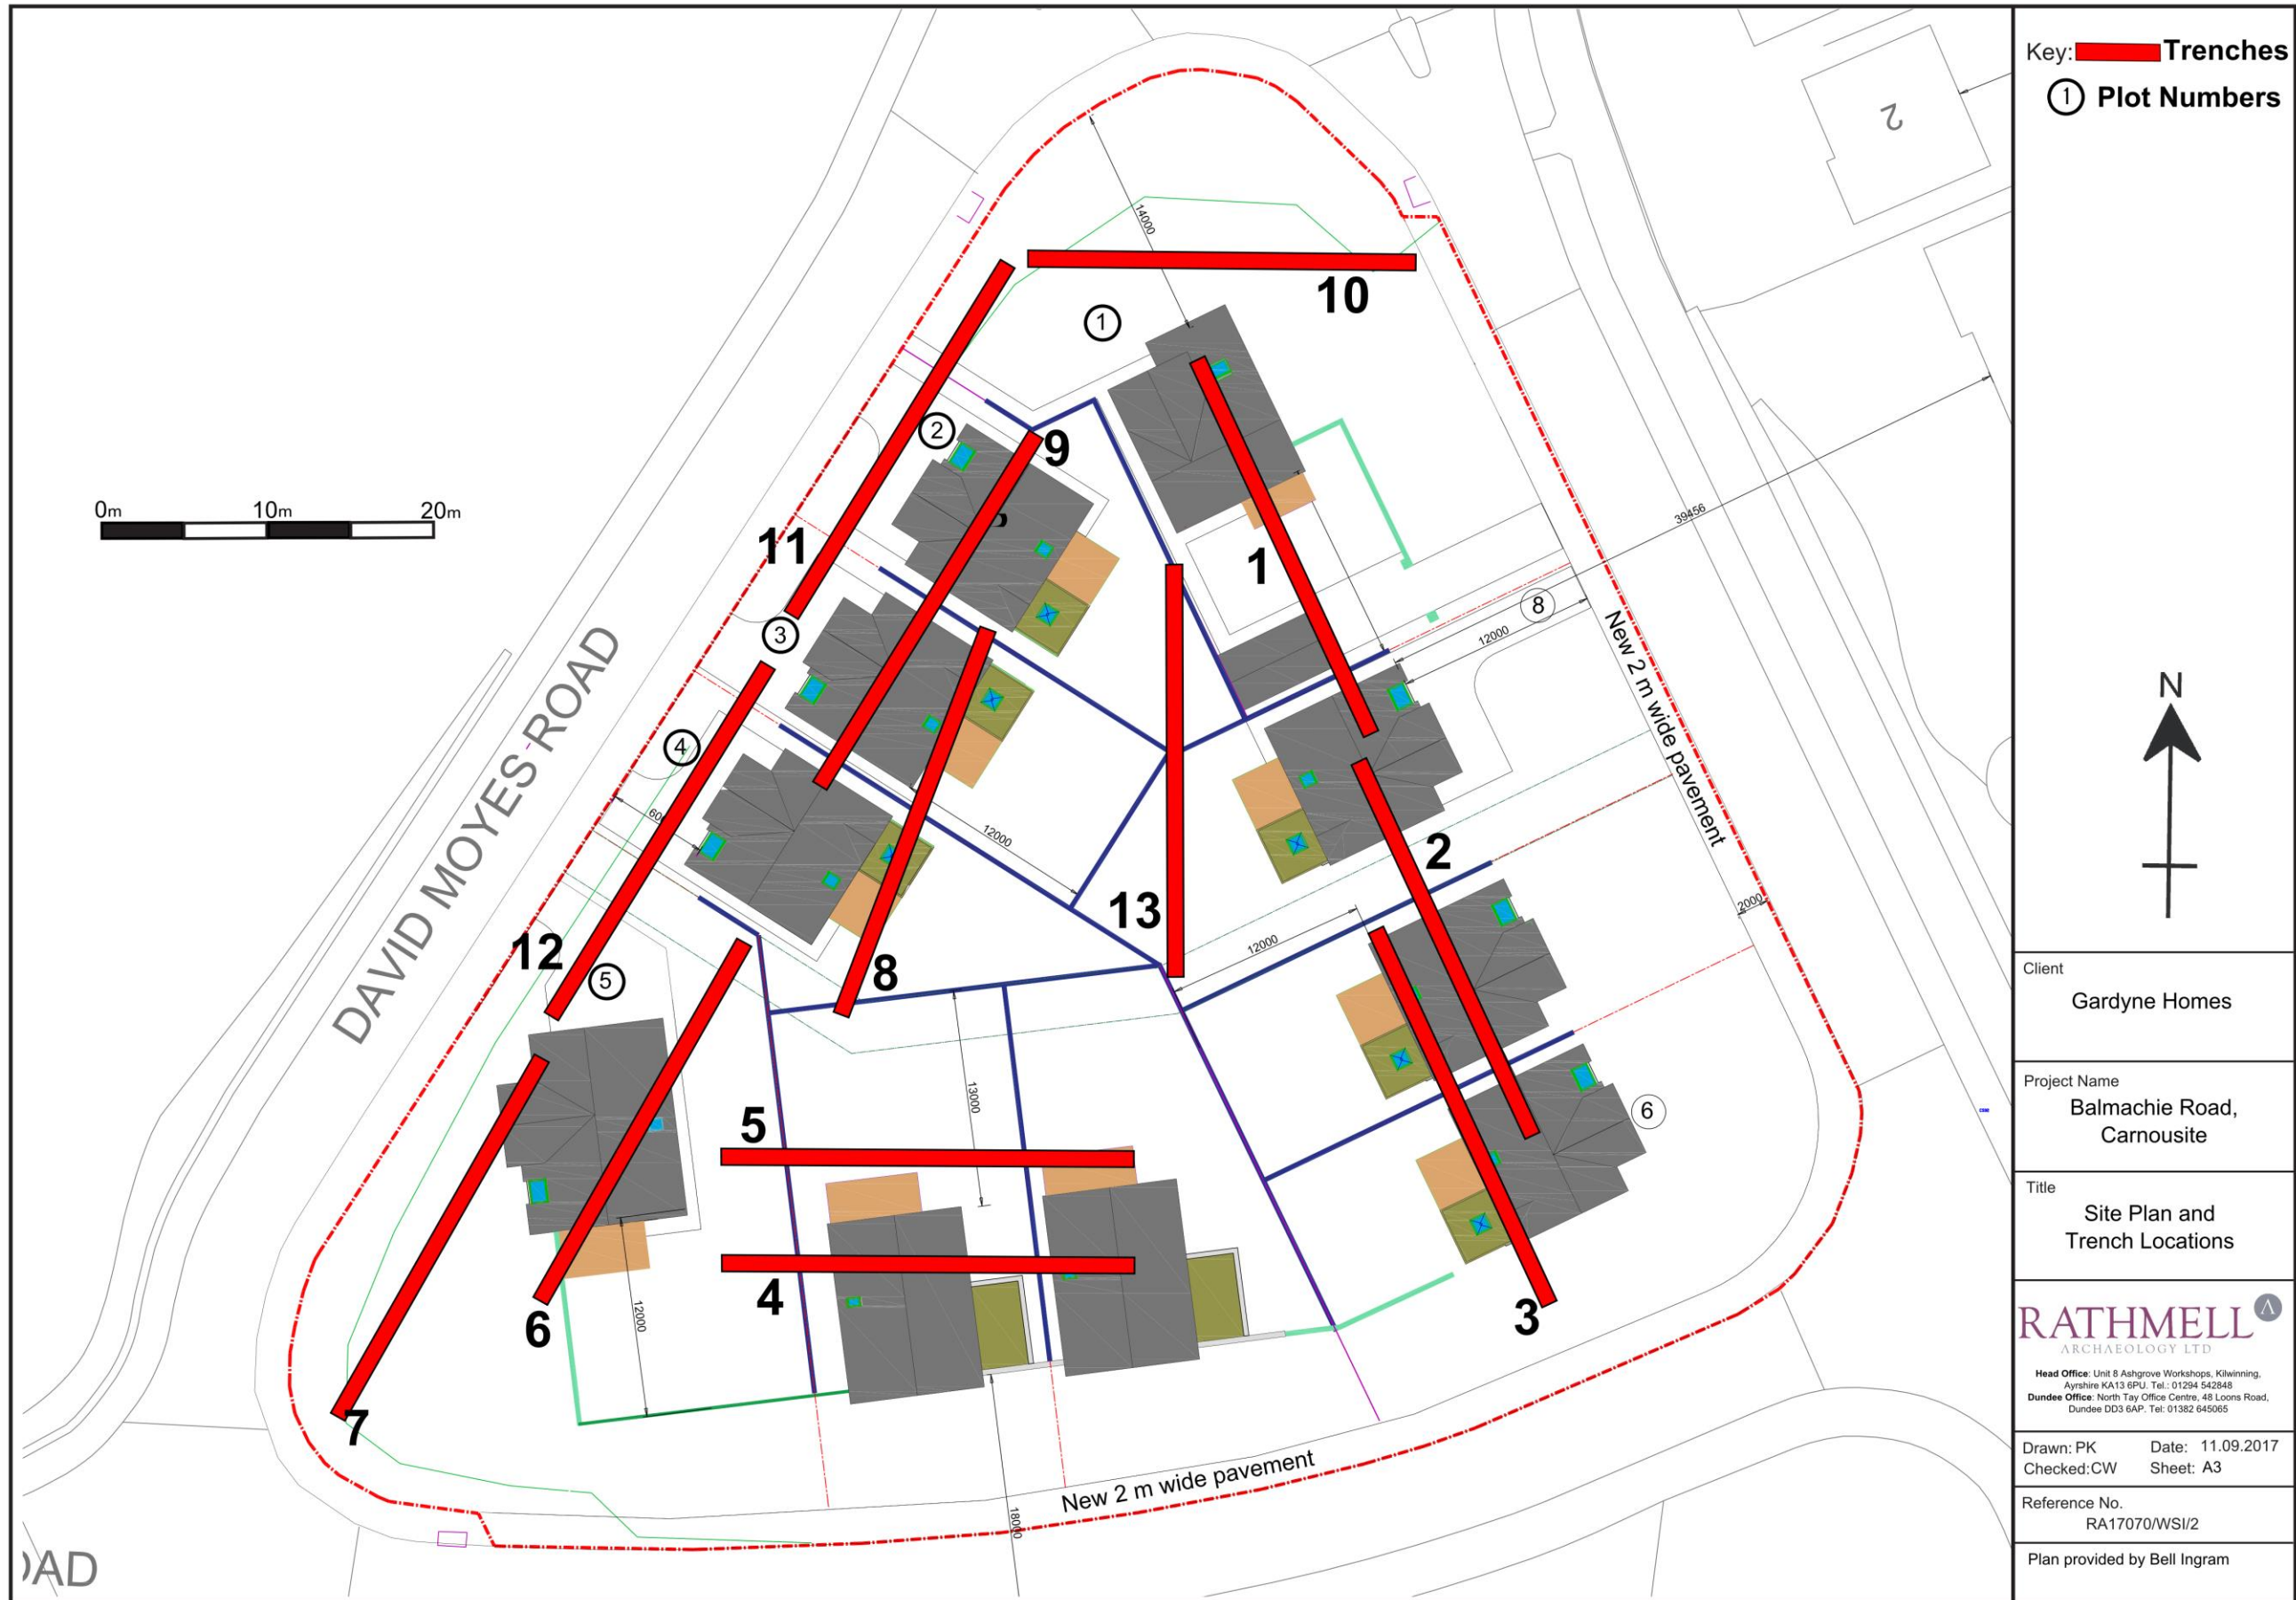 Key: Trenches
1 Plot Numbers
0m 10m 20m
DAVID MOYES ROAD
New 2 m wide pavement
New 2 m wide pavement
2
14000
10
1
9
2
11
1
39456
8
12000
3
4
600
12000
2
13
2000
12000
12
5
8
13000
5
6
4
6
12000
3
7
18000
N
Client
Gardyne Homes
Project Name
Balmachie Road,
Carnousite
Title
Site Plan and
Trench Locations
RATHMELL
ARCHAEOLOGY LTD
Head Office: Unit 8 Ashgrove Workshops, Kilwinning,
Ayrshire KA13 6PU. Tel.: 01294 542848
Dundee Office: North Tay Office Centre, 48 Loons Road,
Dundee DD3 6AP. Tel: 01382 645065
Drawn: PK Date: 11.09.2017
Checked:CW Sheet: A3
Reference No.
RA17070/WSI/2
Plan provided by Bell Ingram